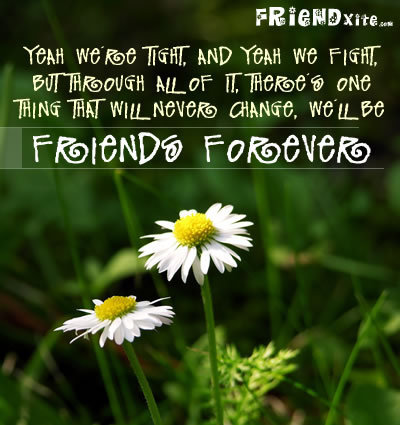 FRIENDxite.com
YEAH WE'RE TIGHT, AND YEAH WE FIGHT,
BUT THROUGH ALL OF IT, THERE'S ONE
THING THAT WILL NEVER CHANGE, WE'LL BE
FRIENDS FOREVER